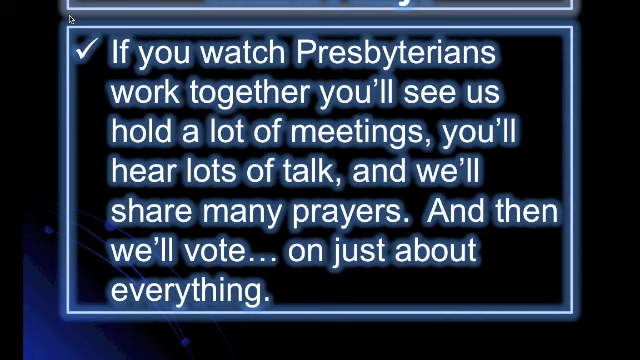 ✓ If you watch Presbyterians
work together you'll see us
hold a lot of meetings, you'll
hear lots of talk, and we'll
share many prayers.  And then
we'll vote… on just about
everything.